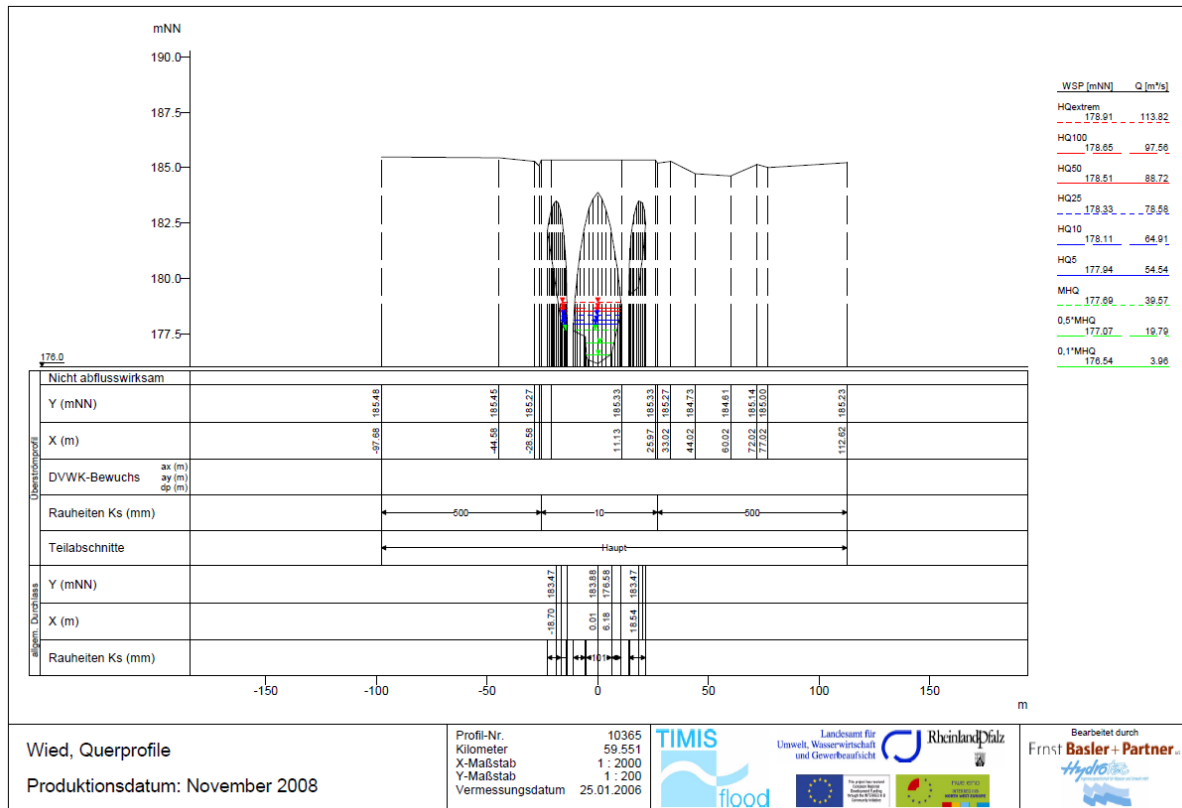 mNN
190.0
187.5
185.0
182.5
180.0
177.5
176.0
WSP [mNN] Q [m³/s]
HQextrem
178.91 113.82
HQ100
178.65 97.56
HQ50
178.51 88.72
HQ25
178.33 78.58
HQ10
178.11 64.91
HQ5
177.94 54.54
MHQ
177.69 39.57
0,5*MHQ
177.07 19.79
0,1*MHQ
176.54 3.96
Überströmprofil
Nicht abflusswirksam
Y (mNN)
185.48 185.45 185.27 185.33 185.33 185.27 184.73 184.61 185.14 185.00 185.23
X (m)
-97.68 -44.58 -28.58 11.13 25.97 33.02 44.02 60.02 72.02 77.02 112.62
DVWK-Bewuchs
ax (m)
ay (m)
dp (m)
Rauheiten Ks (mm)
500 10 500
Teilabschnitte
Haupt
allgem. Durchlass
Y (mNN)
183.47 183.88 176.58 183.47
X (m)
-18.70 0.01 6.18 18.54
Rauheiten Ks (mm)
-150 -100 -50 0 50 100 150
m
Wied, Querprofile
Produktionsdatum: November 2008
Profil-Nr. 10365
Kilometer 59.551
X-Maßstab 1 : 2000
Y-Maßstab 1 : 200
Vermessungsdatum 25.01.2006
TIMIS
flood
Landesamt für
Umwelt, Wasserwirtschaft
und Gewerbeaufsicht
RheinlandPfalz
Bearbeitet durch
Ernst Basler + Partner
Hydrotec